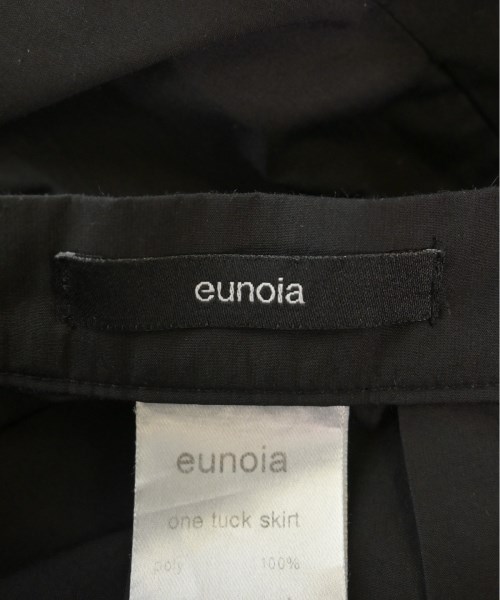 eunoia
eunoia
one tuck skirt
poly 100%